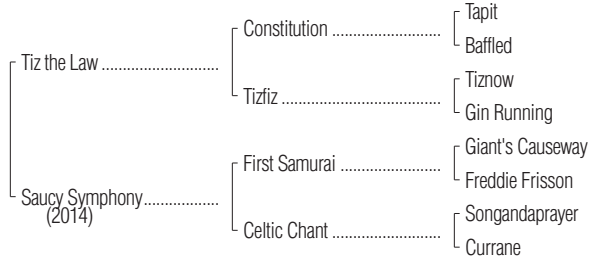 Tapit
Constitution ......................
Baffled
Tiz the Law ........................
Tiznow
Tizfiz ................................
Gin Running
Giant's Causeway
First Samurai ....................
Freddie Frisson
Saucy Symphony.................
(2014)
Songandaprayer
Celtic Chant ......................
Currane